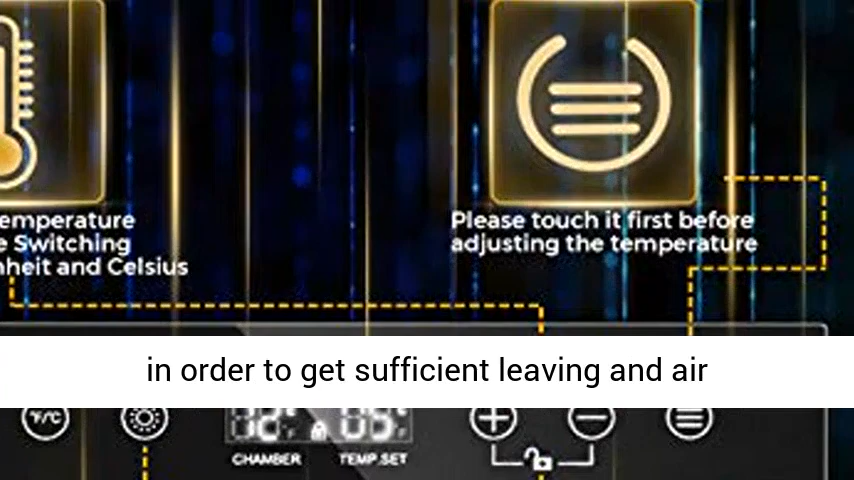 emperature
Please touch it first before
e Switching
adjusting the temperature
nheit and Celsius
in order to get sufficient leaving and air
°F/°C
CHAMBER
TEMP.SET